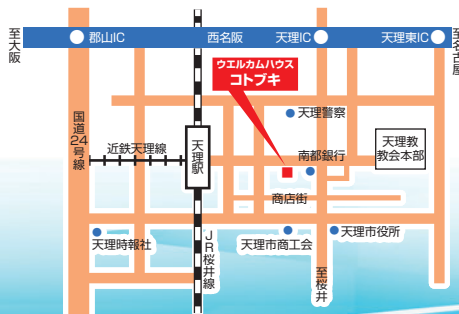 至大阪
郡山IC
西名阪
天理IC
天理東IC
至名古屋
ウエルカムハウス
コトブキ
天理警察
国道24号線
近鉄天理線
天理駅
南都銀行
天理教
教会本部
商店街
天理時報社
JR桜井線
天理市商工会
天理市役所
至桜井